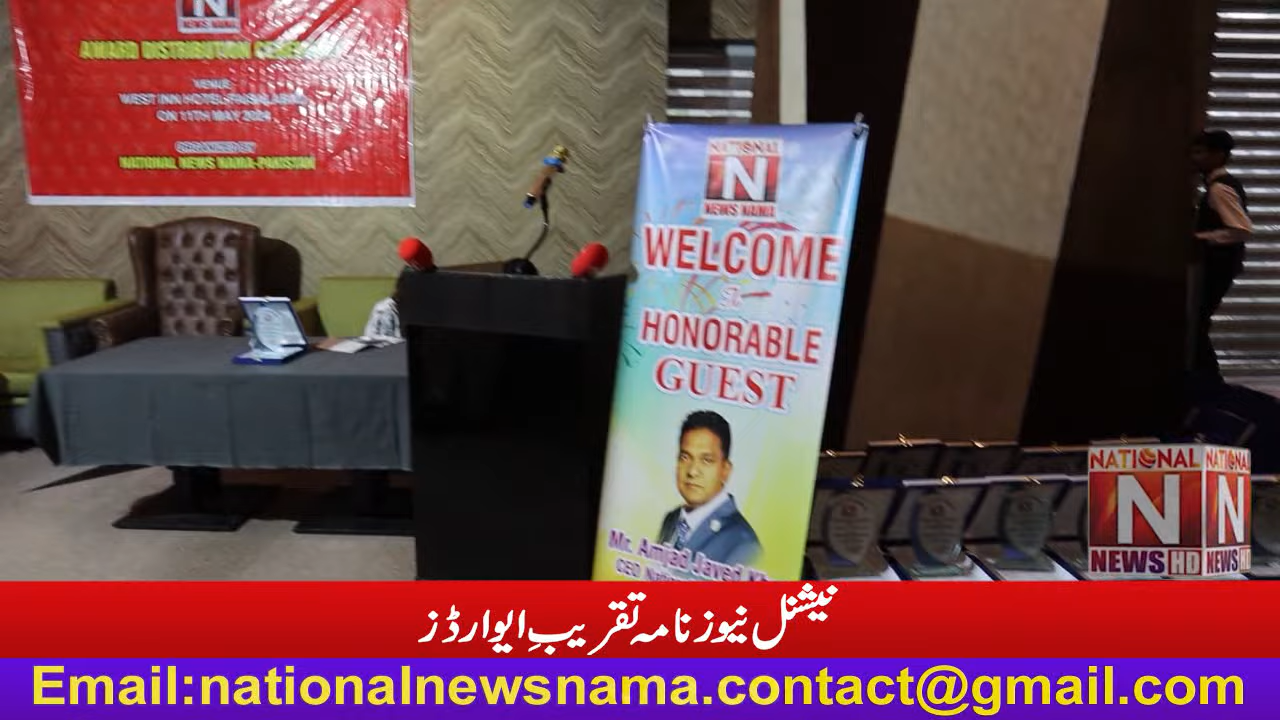 N
NEWS NAMA
AWARD DISTRIBUTION CEREMONY
VENUE
WEST INN HOTEL FAISALABAD
ON 11TH MAY 2024
ORGANIZED BY
NATIONAL NEWS NAMA-PAKISTAN
NATIONAL
N
NEWS NAMA
WELCOME
HONORABLE
GUEST
Mr. Amjad Javed
CEO
NATIONAL NATIONAL
N N
NEWS HD NEWS HD
نیشنل نیوز نامہ تقریبِ ایوارڈز
Email:nationalnewsnama.contact@gmail.com